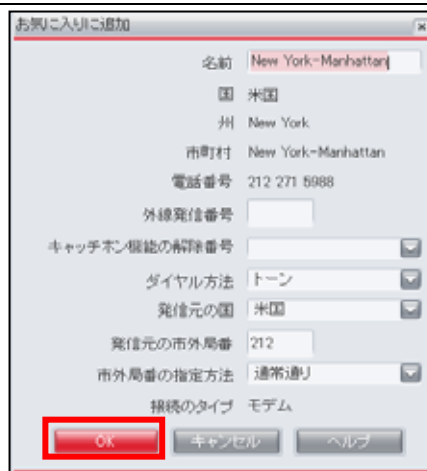 お気に入りに追加
名前 New York-Manhattan
国 米国
州 New York
市町村 New York-Manhattan
電話番号 212 271 5988
外線発信番号
キャッチホン機能の解除番号
ダイヤル方法 トーン
発信元の国 米国
発信元の市外局番 212
市外局番の指定方法 通常通り
接続のタイプ モデム
OK キャンセル ヘルプ